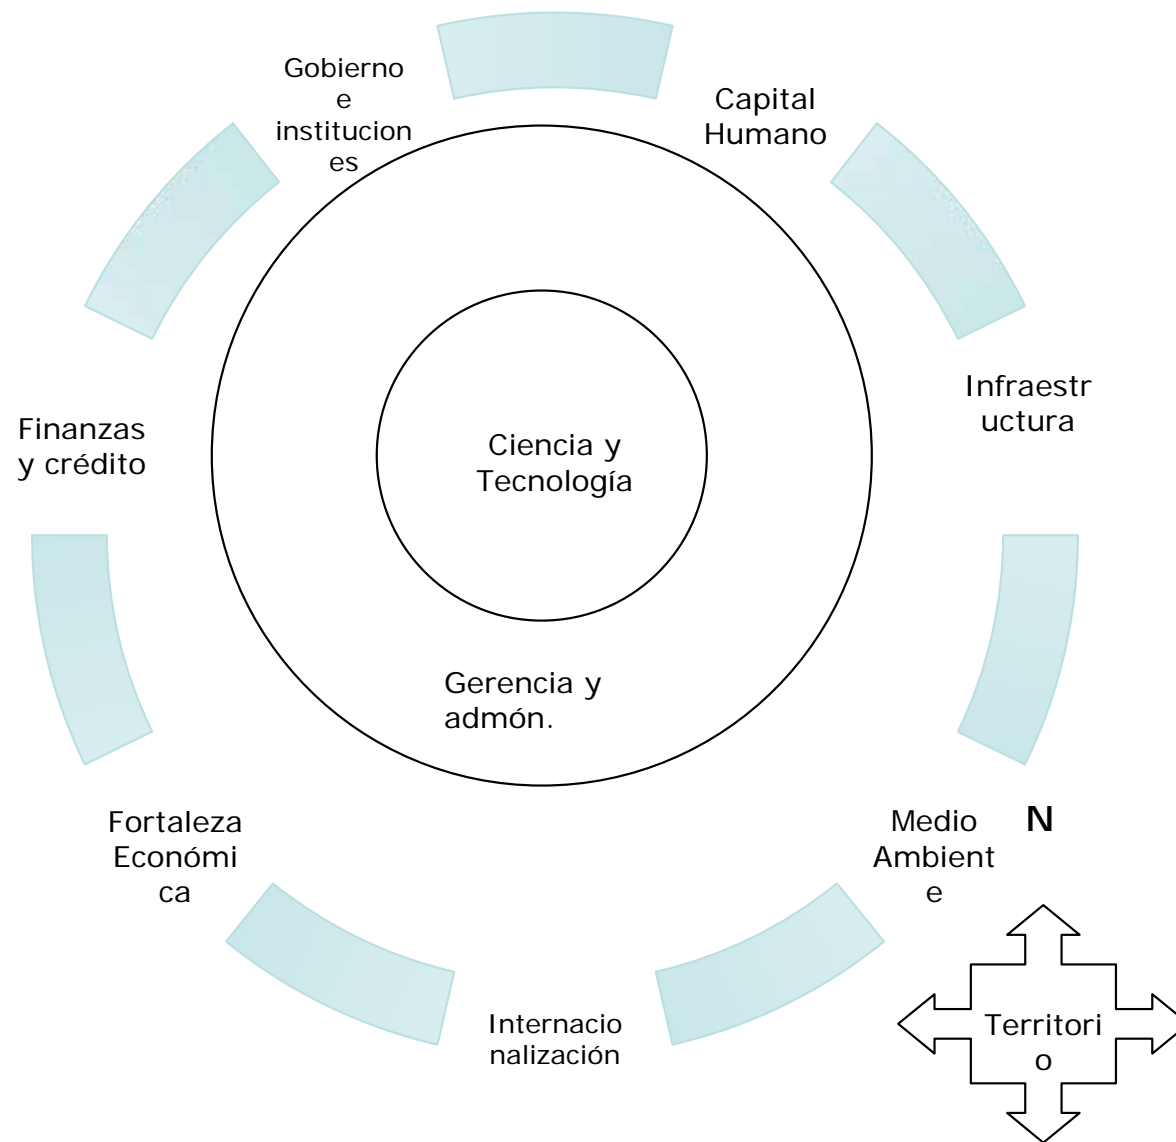 Gobierno
e
institucion
es
Capital
Humano
Infraestr
uctura
Finanzas
y crédito
Ciencia y
Tecnología
Gerencia y
admón.
Fortaleza
Económi
ca
Medio
Ambient
e
N
Internacio
nalización
Territori
o